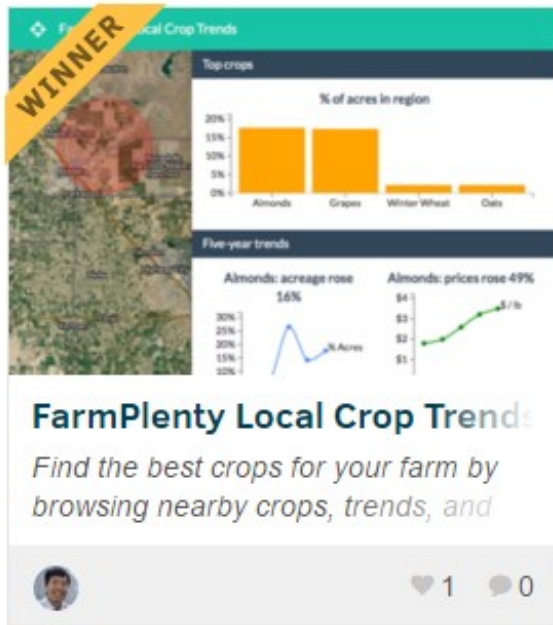 WINNER
Local Crop Trends
Top crops
% of acres in region
20%
15%
10%
5%
0%
Almonds
Grapes
Winter Wheat
Oats
Five-year trends
Almonds: acreage rose
16%
30%
25%
20%
15%
10%
% Acres
Almonds: prices rose 49%
$4
$3
$2
$1
$ / lb
FarmPlenty Local Crop Trends
Find the best crops for your farm by
browsing nearby crops, trends, and
1
0